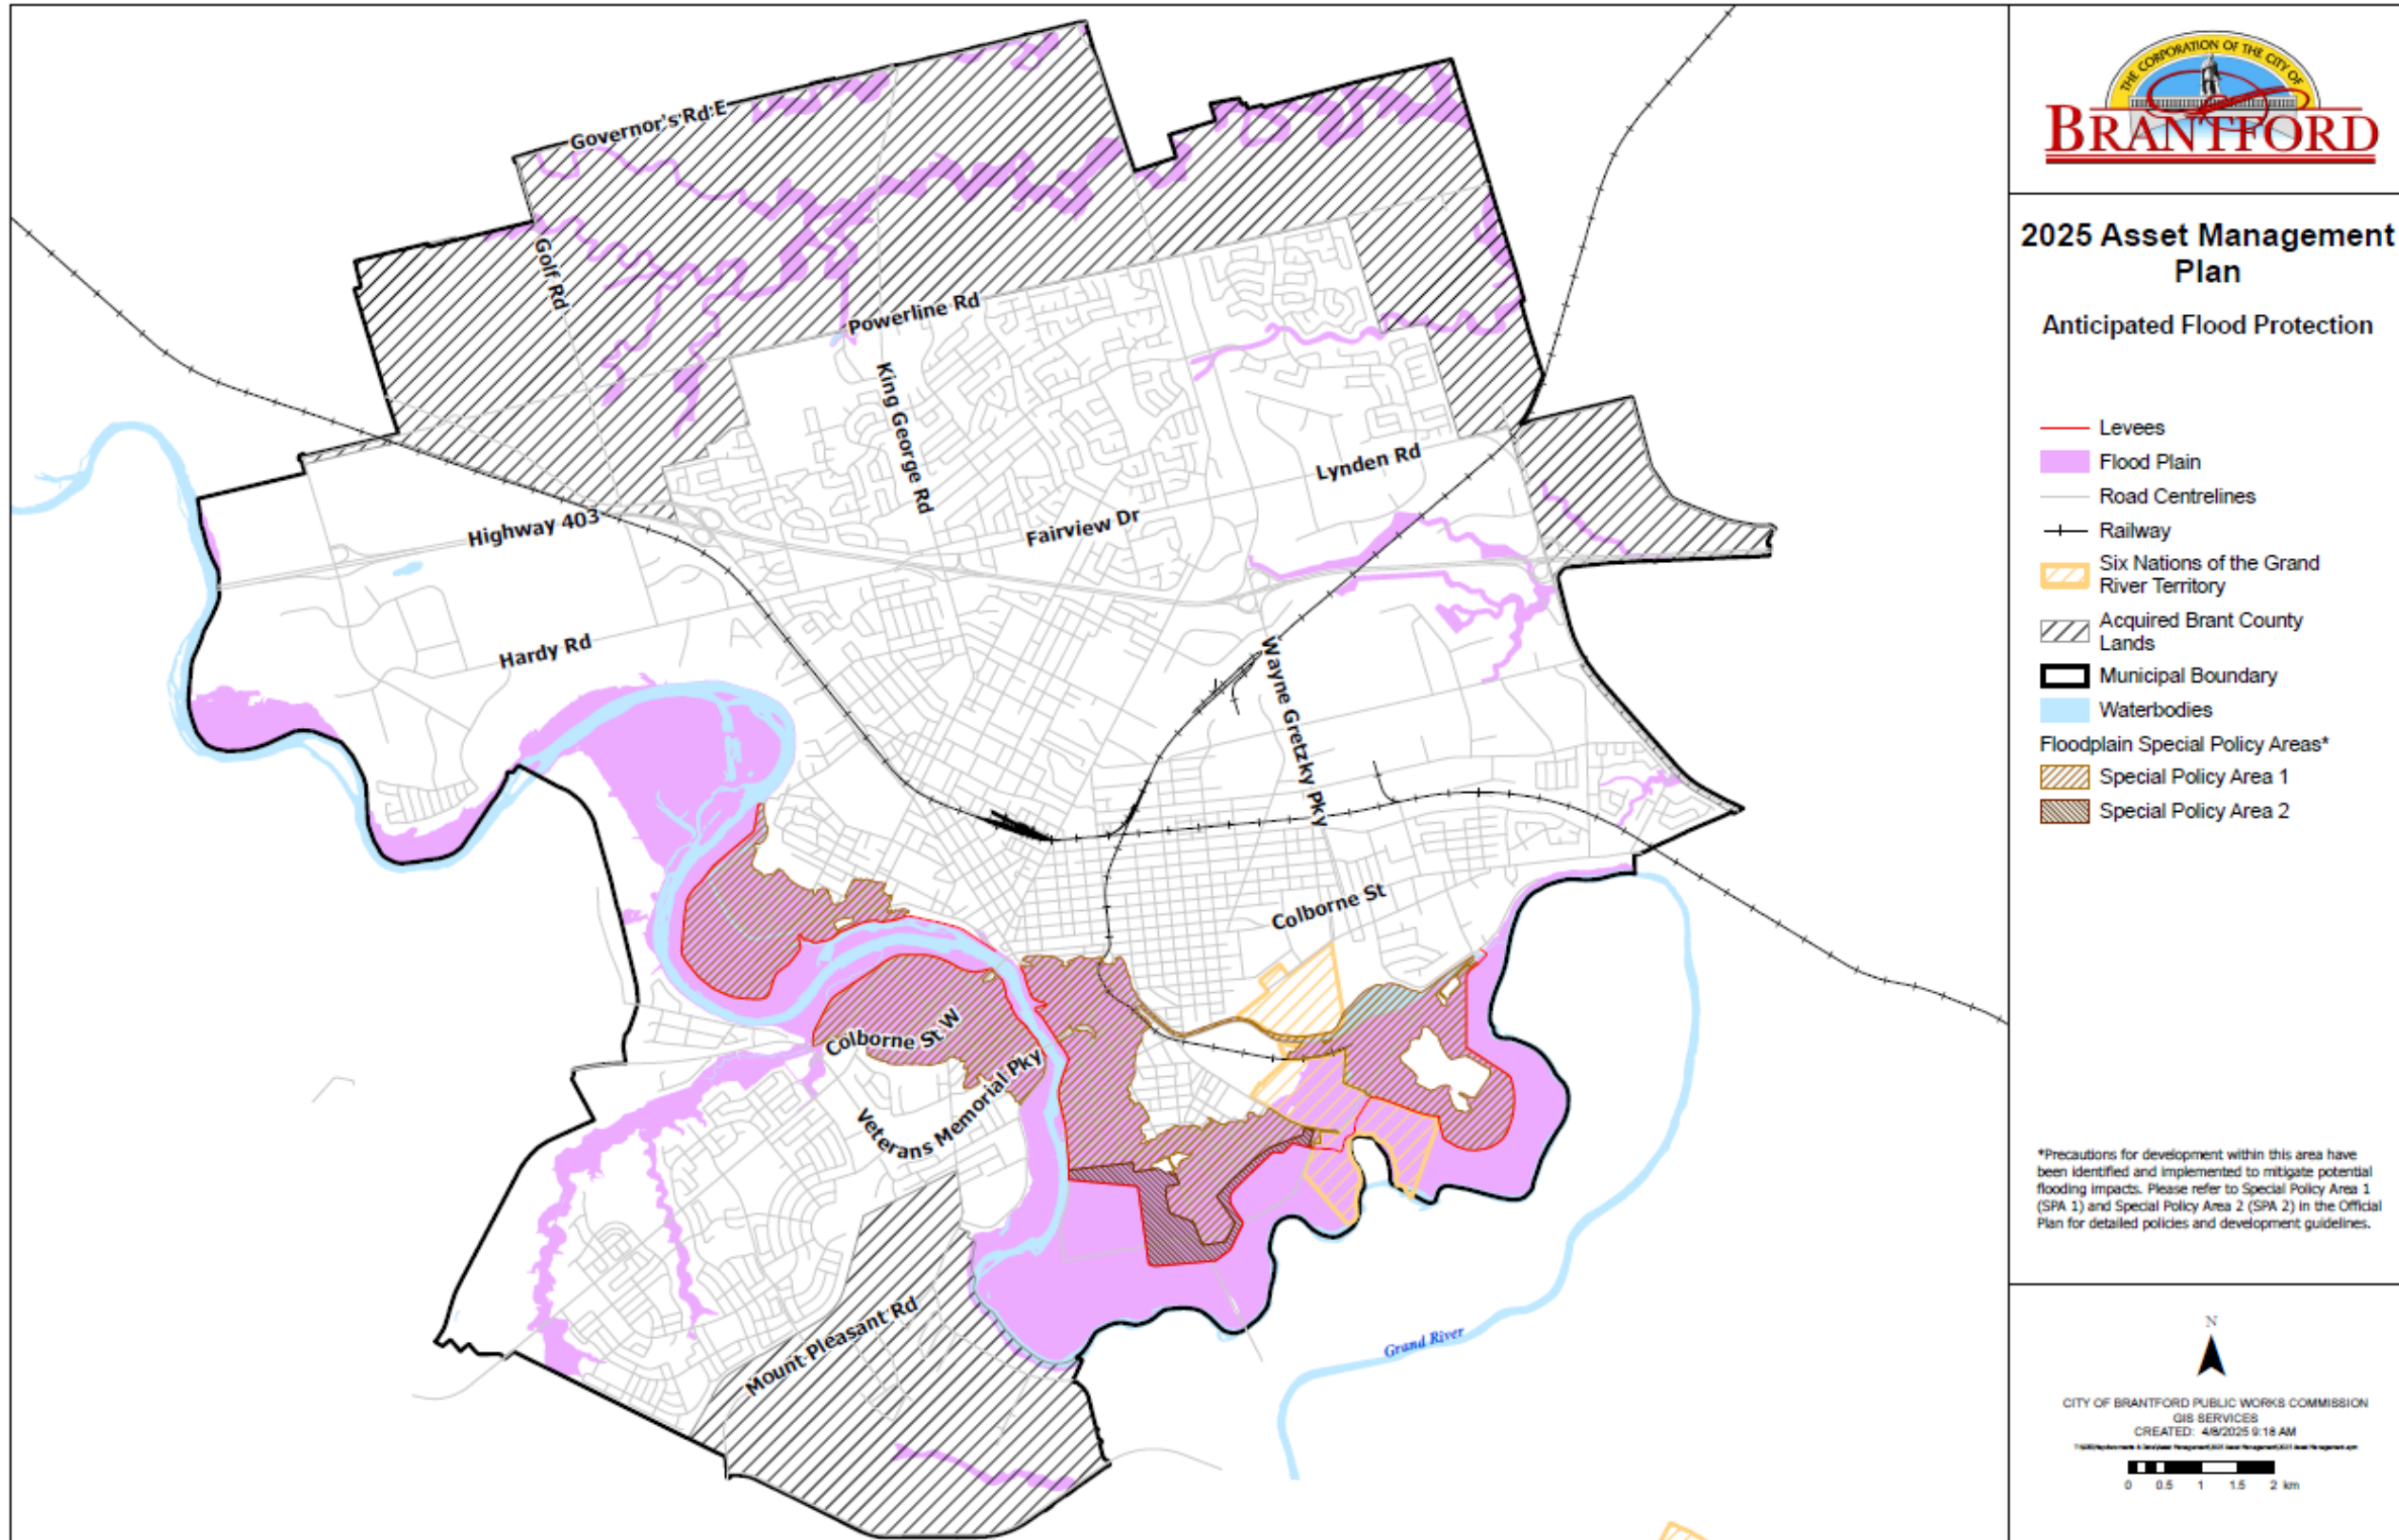 THE CORPORATION OF THE CITY OF
BRANTFORD
2025 Asset Management
Plan
Anticipated Flood Protection
Levees
Flood Plain
Road Centrelines
Railway
Six Nations of the Grand
River Territory
Acquired Brant County
Lands
Municipal Boundary
Waterbodies
Floodplain Special Policy Areas*
Special Policy Area 1
Special Policy Area 2
*Precautions for development within this area have
been identified and implemented to mitigate potential
flooding impacts. Please refer to Special Policy Area 1
(SPA 1) and Special Policy Area 2 (SPA 2) in the Official
Plan for detailed policies and development guidelines.
N
CITY OF BRANTFORD PUBLIC WORKS COMMISSION
GIS SERVICES
CREATED: 4/8/2025 9:18 AM
0 0.5 1 1.5 2 km
Governor's Rd E
Golf Rd
Powerline Rd
King George Rd
Lynden Rd
Highway 403
Fairview Dr
Hardy Rd
Wayne Gretzky Pky
Colborne St
Colborne St W
Veterans Memorial Pky
Mount Pleasant Rd
Grand River